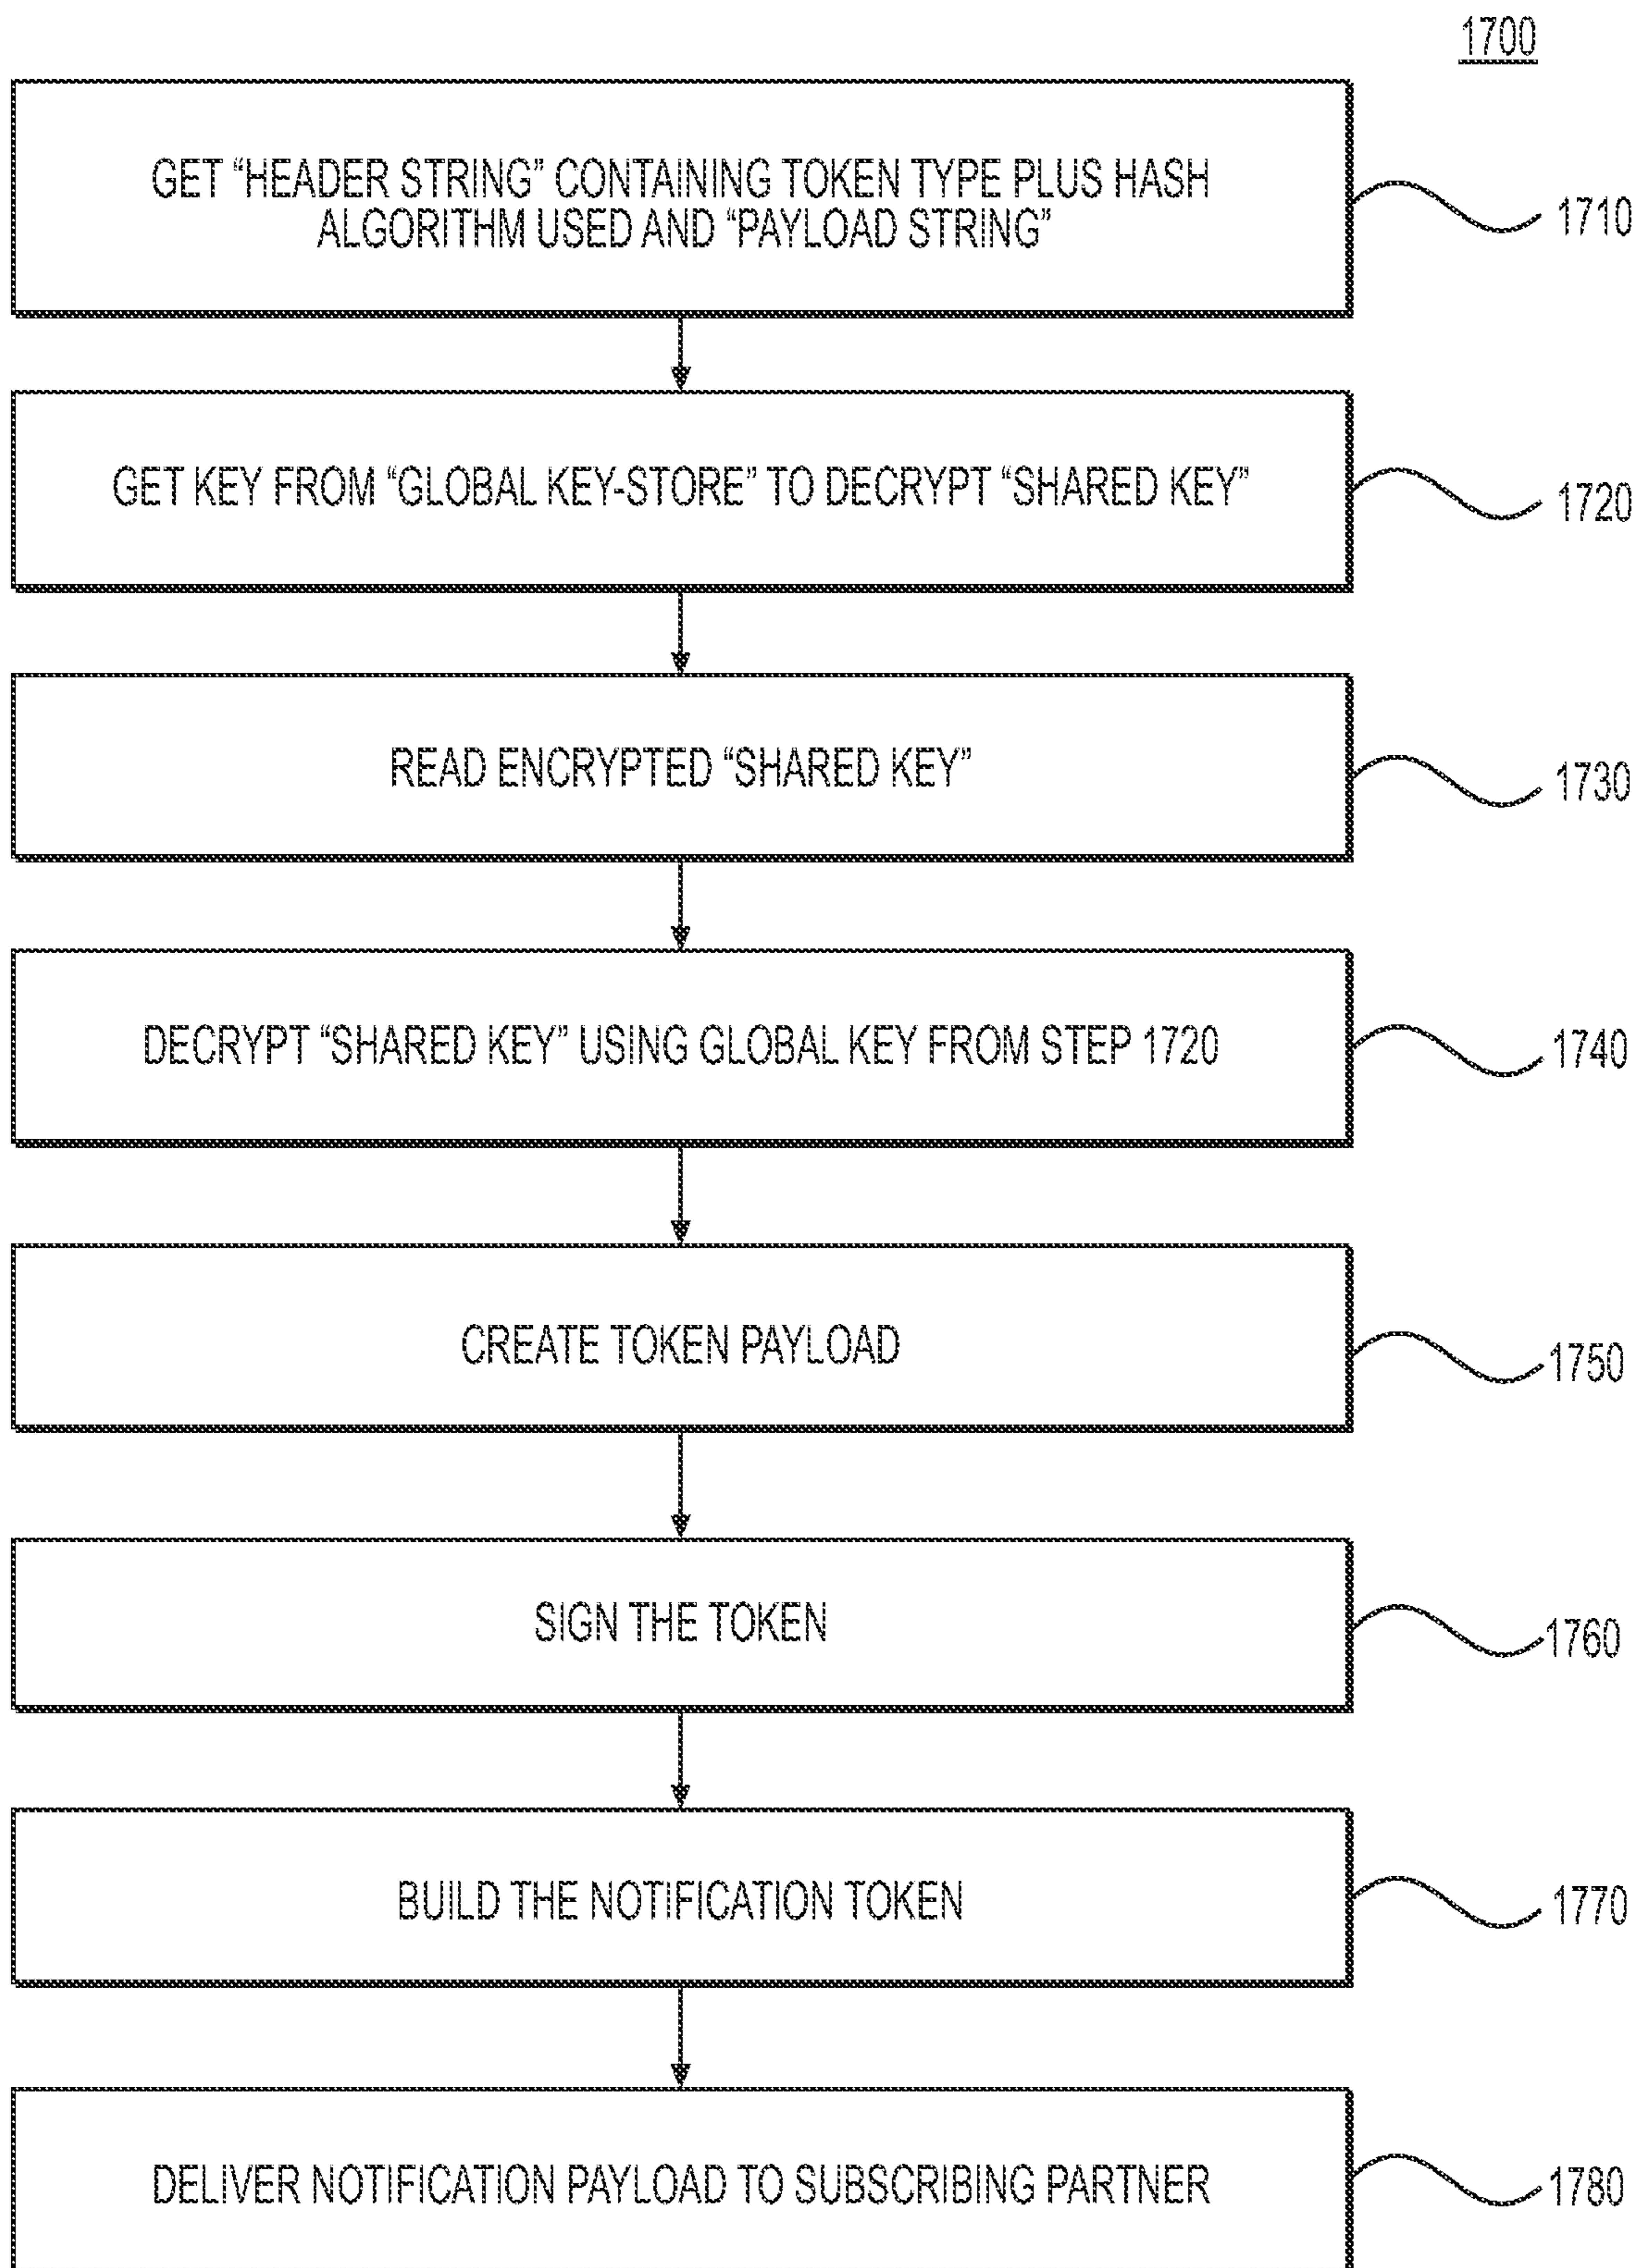 1700
GET “HEADER STRING” CONTAINING TOKEN TYPE PLUS HASH
ALGORITHM USED AND “PAYLOAD STRING”
1710
GET KEY FROM “GLOBAL KEY-STORE” TO DECRYPT “SHARED KEY”
1720
READ ENCRYPTED “SHARED KEY”
1730
DECRYPT “SHARED KEY” USING GLOBAL KEY FROM STEP 1720
1740
CREATE TOKEN PAYLOAD
1750
SIGN THE TOKEN
1760
BUILD THE NOTIFICATION TOKEN
1770
DELIVER NOTIFICATION PAYLOAD TO SUBSCRIBING PARTNER
1780